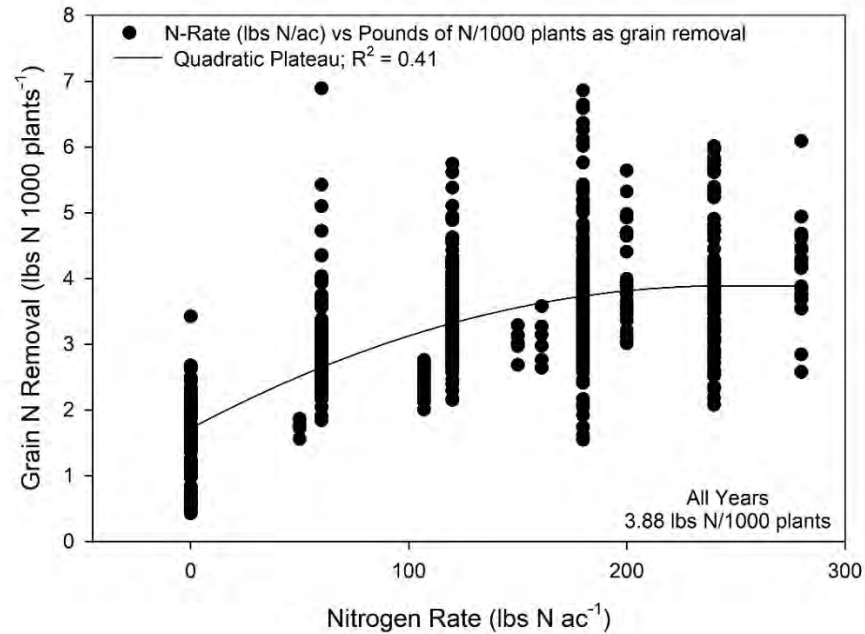 8
7
6
5
4
3
2
1
0
Grain N Removal (lbs N 1000 plants⁻¹)
N-Rate (lbs N/ac) vs Pounds of N/1000 plants as grain removal
Quadratic Plateau; R² = 0.41
All Years
3.88 lbs N/1000 plants
0 100 200 300
Nitrogen Rate (lbs N ac⁻¹)